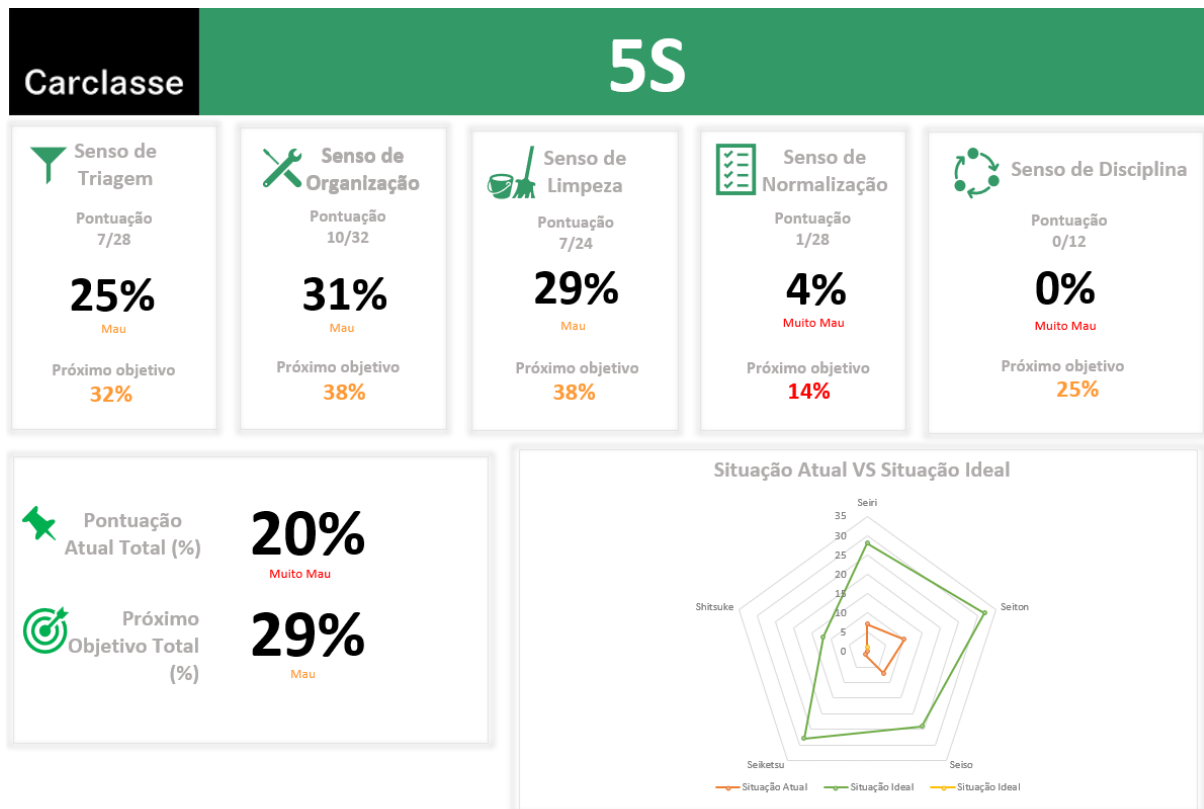 Carclasse
5S
Senso de
Triagem
Pontuação
7/28
25%
Mau
Próximo objetivo
32%
Senso de
Organização
Pontuação
10/32
31%
Mau
Próximo objetivo
38%
Senso de
Limpeza
Pontuação
7/24
29%
Mau
Próximo objetivo
38%
Senso de
Normalização
Pontuação
1/28
4%
Muito Mau
Próximo objetivo
14%
Senso de Disciplina
Pontuação
0/12
0%
Muito Mau
Próximo objetivo
25%
Pontuação
Atual Total (%)
20%
Muito Mau
Próximo
Objetivo Total
(%)
29%
Mau
Situação Atual VS Situação Ideal
Seiri
35
30
25
20
15
10
5
0
Shitsuke
Seiton
Seiketsu
Seiso
Situação Atual
Situação Ideal
Situação Ideal